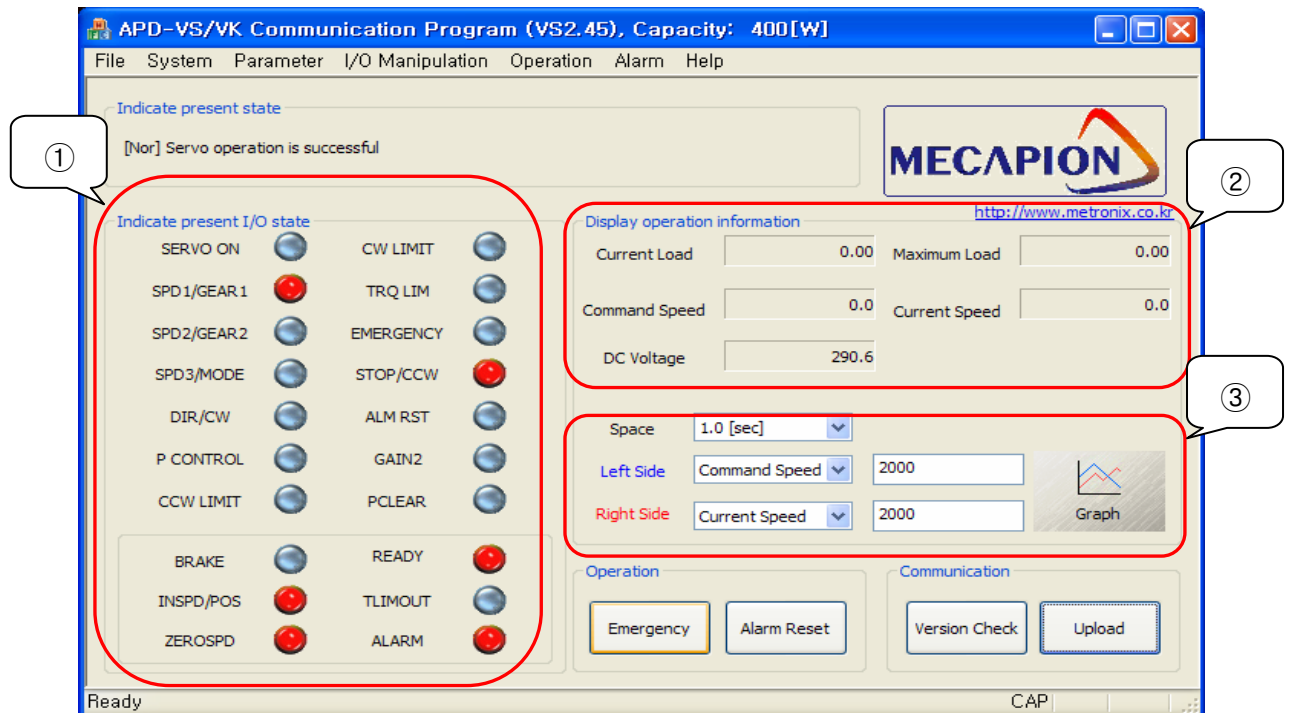 APD-VS/VK Communication Program (VS2.45), Capacity: 400[W]
File System Parameter I/O Manipulation Operation Alarm Help
Indicate present state
[Nor] Servo operation is successful
MECAPION
http://www.metronix.co.kr
①
②
③
Indicate present I/O state
SERVO ON CW LIMIT
SPD1/GEAR1 TRQ LIM
SPD2/GEAR2 EMERGENCY
SPD3/MODE STOP/CCW
DIR/CW ALM RST
P CONTROL GAIN2
CCW LIMIT PCLEAR
BRAKE READY
INSPD/POS TLIMOUT
ZEROSPD ALARM
Display operation information
Current Load 0.00 Maximum Load 0.00
Command Speed 0.0 Current Speed 0.0
DC Voltage 290.6
Space 1.0 [sec]
Left Side Command Speed 2000
Right Side Current Speed 2000
Graph
Operation
Emergency Alarm Reset
Communication
Version Check Upload
Ready CAP